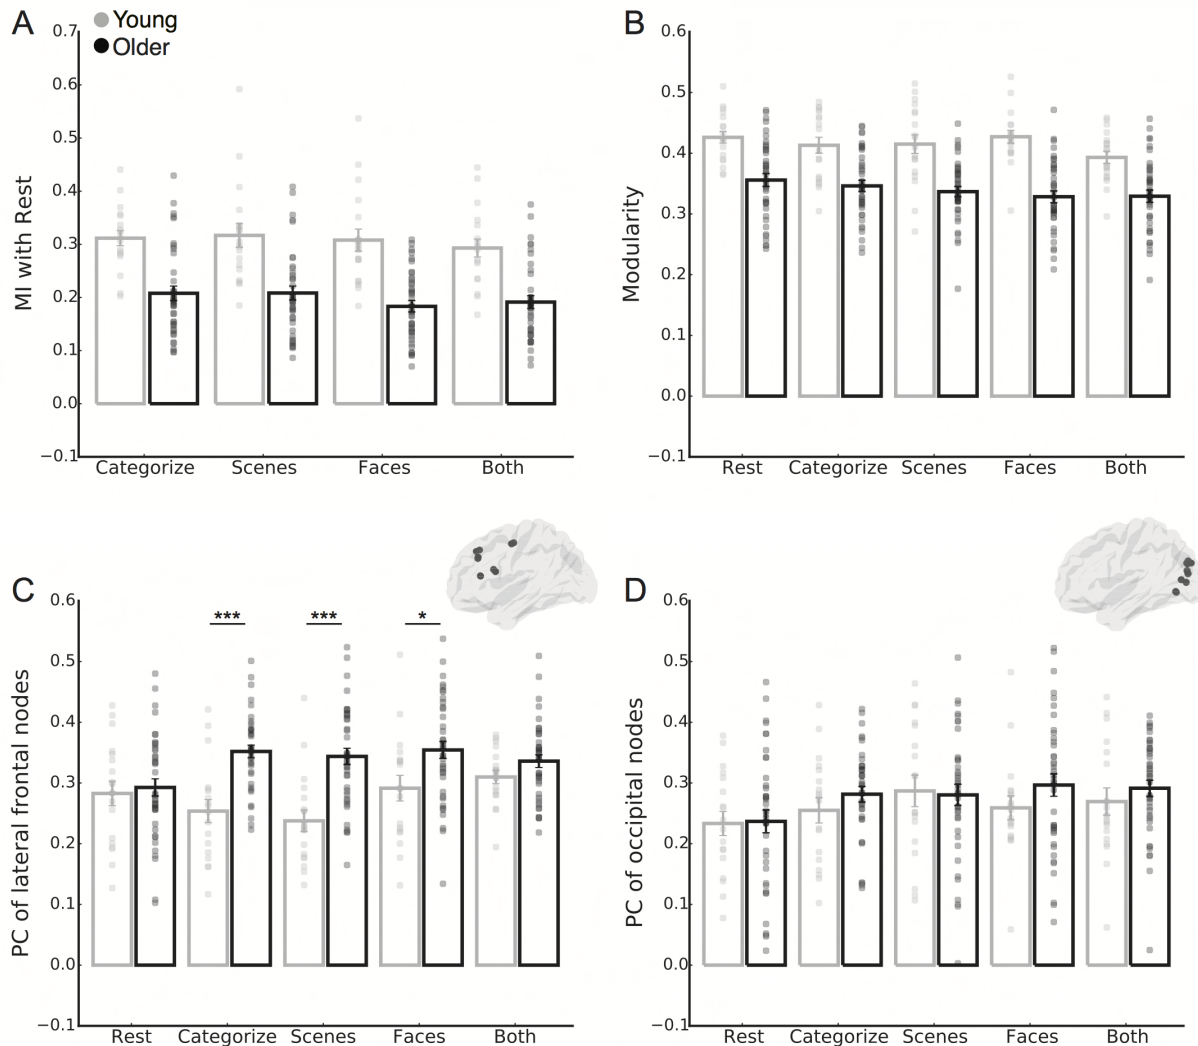 A
Young
Older
MI with Rest
0.7
0.6
0.5
0.4
0.3
0.2
0.1
0.0
−0.1
Categorize Scenes Faces Both
B
Modularity
0.6
0.5
0.4
0.3
0.2
0.1
0.0
−0.1
Rest Categorize Scenes Faces Both
C
PC of lateral frontal nodes
0.6
0.5
0.4
0.3
0.2
0.1
0.0
−0.1
*** *** *
Rest Categorize Scenes Faces Both
D
PC of occipital nodes
0.6
0.5
0.4
0.3
0.2
0.1
0.0
−0.1
Rest Categorize Scenes Faces Both